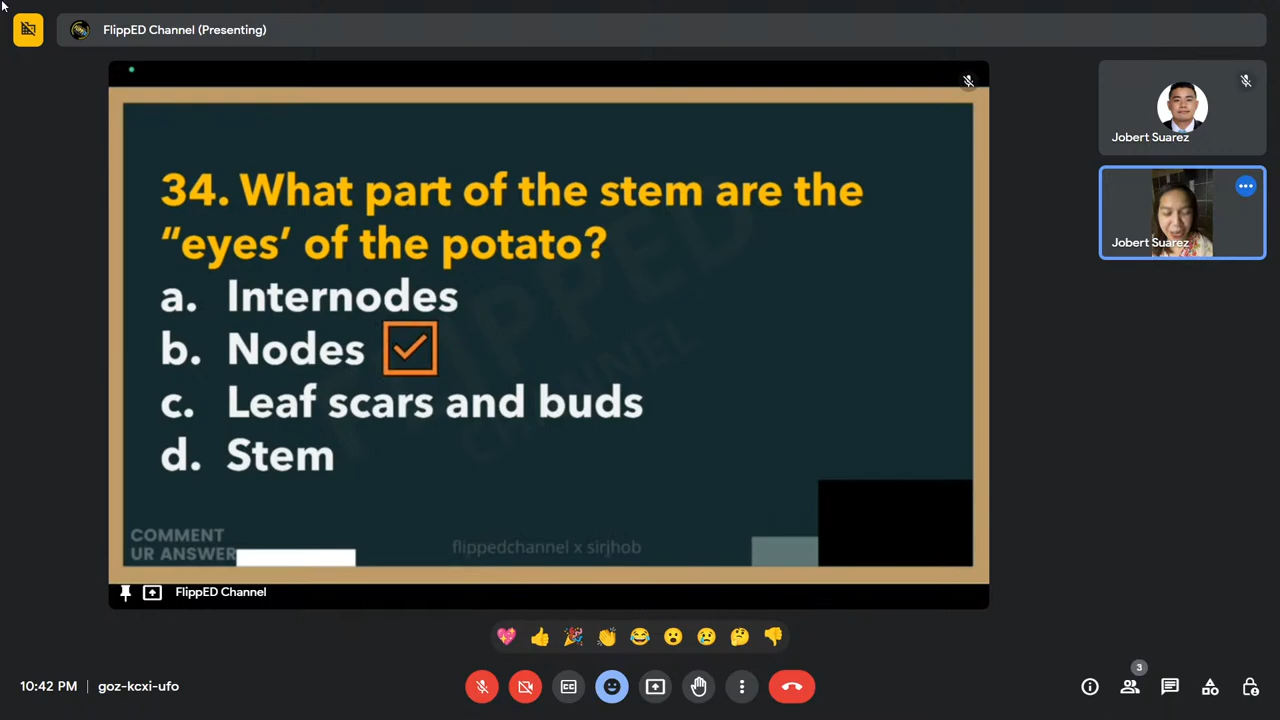 FlippED Channel (Presenting)
34. What part of the stem are the
“eyes’ of the potato?
a. Internodes
b. Nodes
c. Leaf scars and buds
d. Stem
FLIPPED
CHANNEL
COMMENT
UR ANSWER
flippedchannel x sirjhob
FlippED Channel
Jobert Suarez
Jobert Suarez
10:42 PM | goz-kcxi-ufo
3